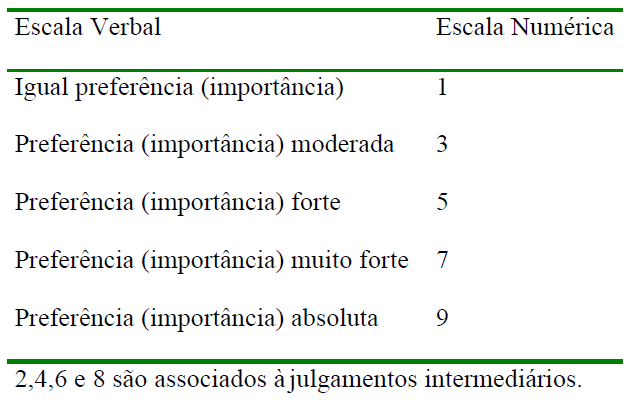 Escala Verbal Escala Numérica
Igual preferência (importância) 1
Preferência (importância) moderada 3
Preferência (importância) forte 5
Preferência (importância) muito forte 7
Preferência (importância) absoluta 9
2,4,6 e 8 são associados à julgamentos intermediários.